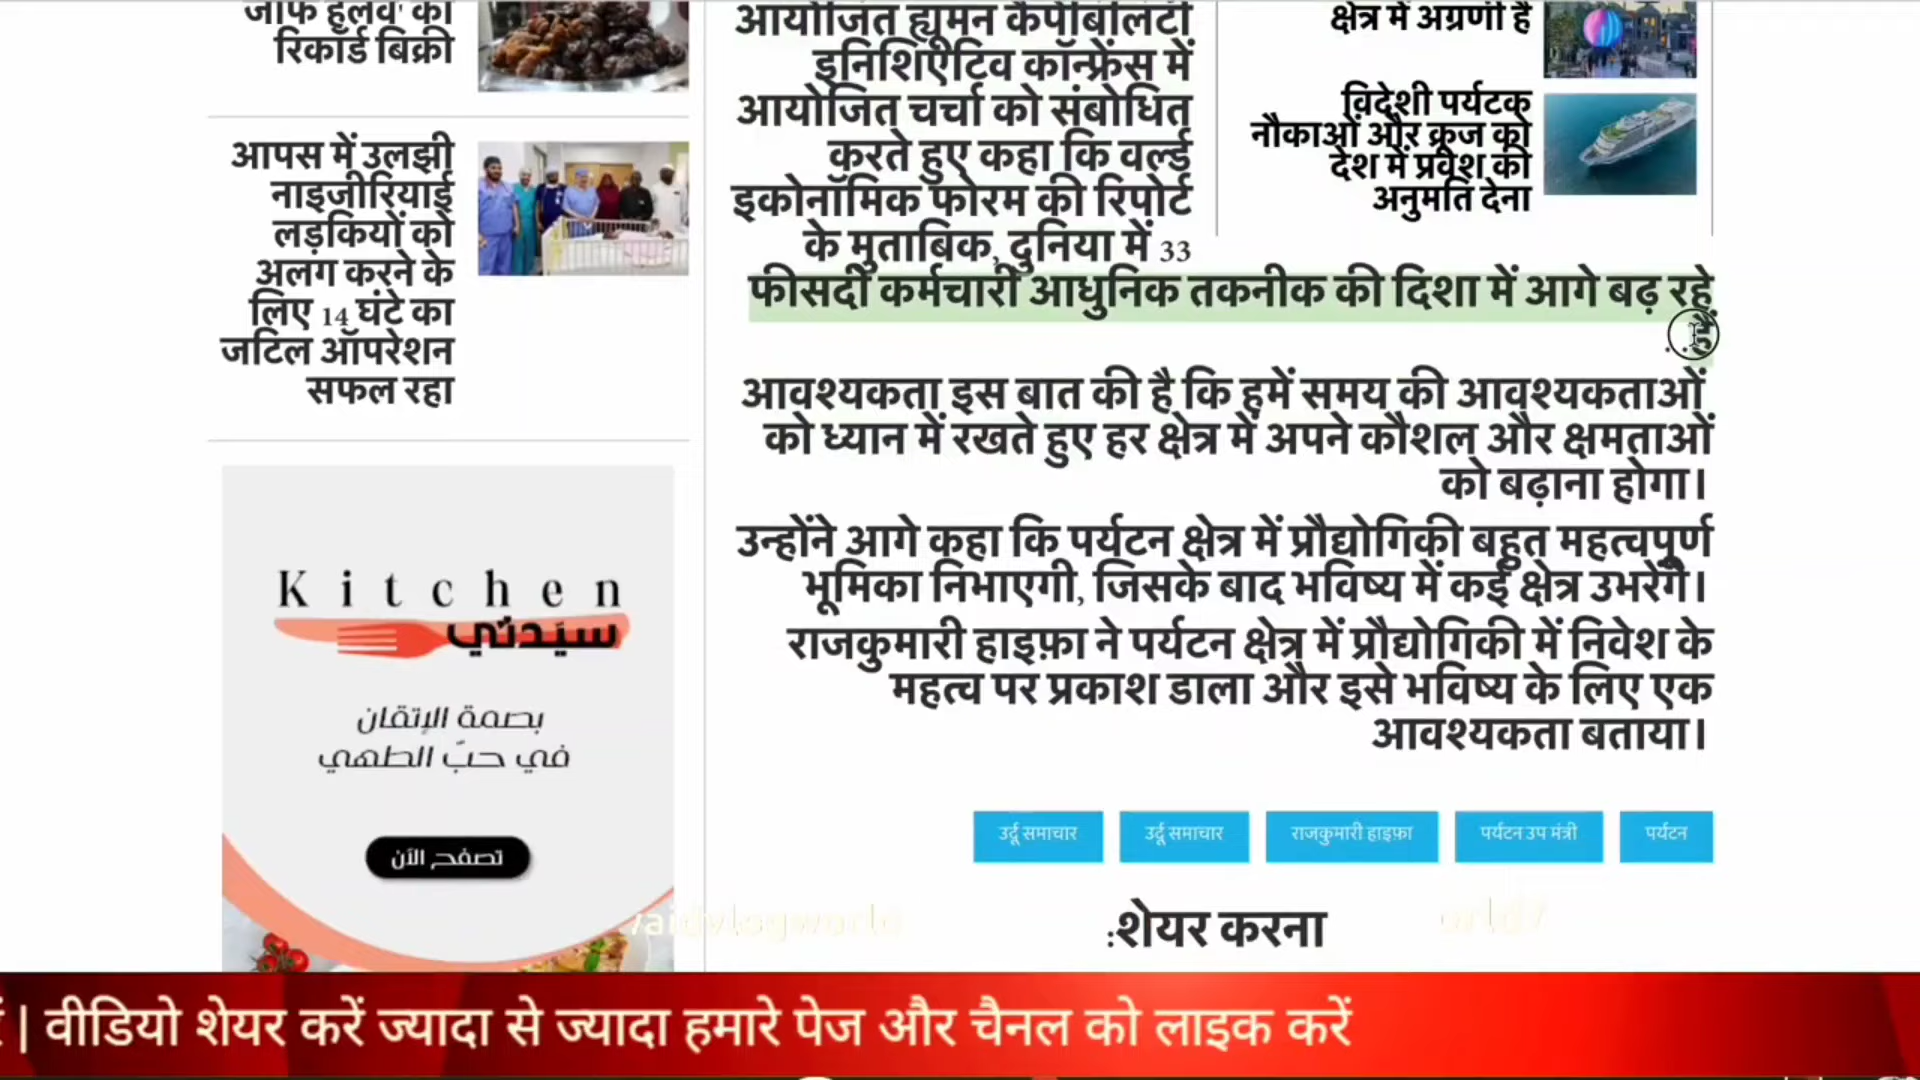 जॉफ हलवे' की
रिकॉर्ड बिक्री
आपस में उलझी
नाइजीरियाई
लड़कियों को
अलग करने के
लिए 14 घंटे का
जटिल ऑपरेशन
सफल रहा
Kitchen
سيدتي
بصمة الإتقان
في حبّ الطهي
تصفح الآن
आयोजित ह्यूमन कैपेबिलिटी
इनिशिएटिव कॉन्फ्रेंस में
आयोजित चर्चा को संबोधित
करते हुए कहा कि वर्ल्ड
इकोनॉमिक फोरम की रिपोर्ट
के मुताबिक, दुनिया में 33
फीसदी कर्मचारी आधुनिक तकनीक की दिशा में आगे बढ़ रहे
हैं
आवश्यकता इस बात की है कि हमें समय की आवश्यकताओं
को ध्यान में रखते हुए हर क्षेत्र में अपने कौशल और क्षमताओं
को बढ़ाना होगा।
उन्होंने आगे कहा कि पर्यटन क्षेत्र में प्रौद्योगिकी बहुत महत्वपूर्ण
भूमिका निभाएगी, जिसके बाद भविष्य में कई क्षेत्र उभरेंगे।
राजकुमारी हाइफ़ा ने पर्यटन क्षेत्र में प्रौद्योगिकी में निवेश के
महत्व पर प्रकाश डाला और इसे भविष्य के लिए एक
आवश्यकता बताया।
क्षेत्र में अग्रणी है
विदेशी पर्यटक
नौकाओं और क्रूज को
देश में प्रवेश की
अनुमति देना
उर्दू समाचार
उर्दू समाचार
राजकुमारी हाइफ़ा
पर्यटन उप मंत्री
पर्यटन
:शेयर करना
| वीडियो शेयर करें ज्यादा से ज्यादा हमारे पेज और चैनल को लाइक करें